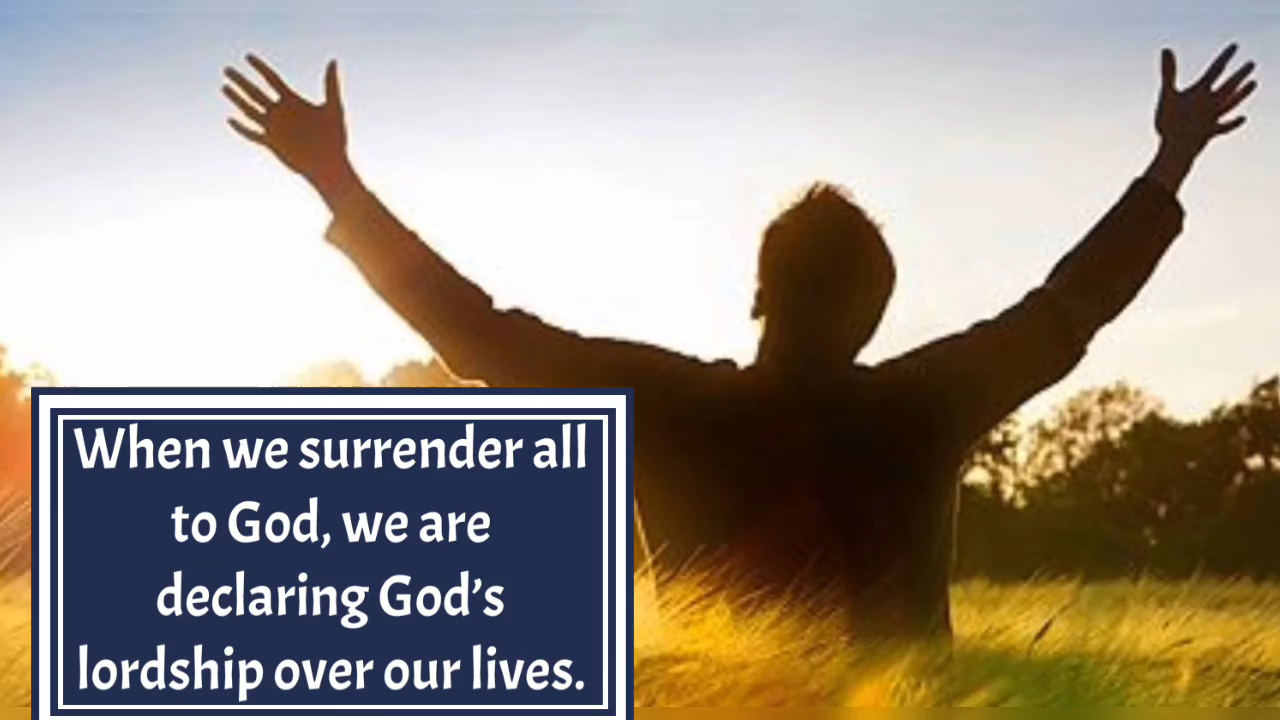 When we surrender all
to God, we are
declaring God’s
lordship over our lives.